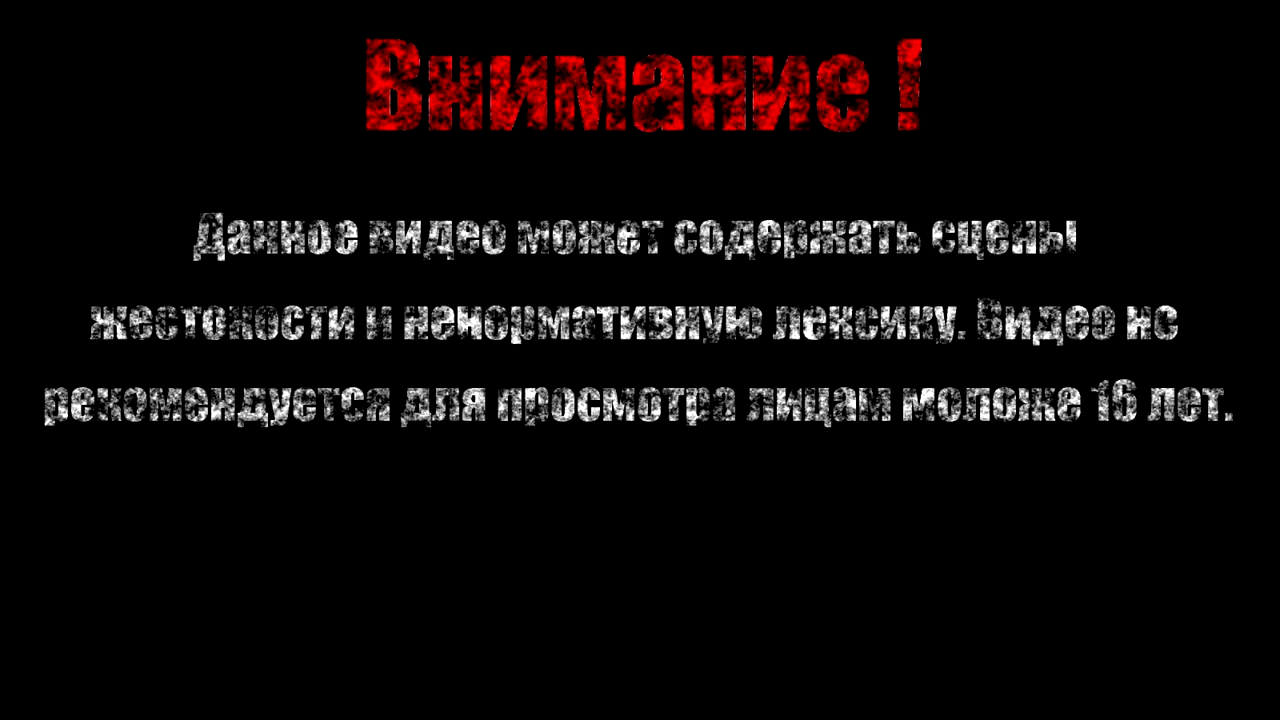 Внимание !
Данное видео может содержать сцены
жестокости и ненормативную лексику. Видео не
рекомендуется для просмотра лицам моложе 16 лет.